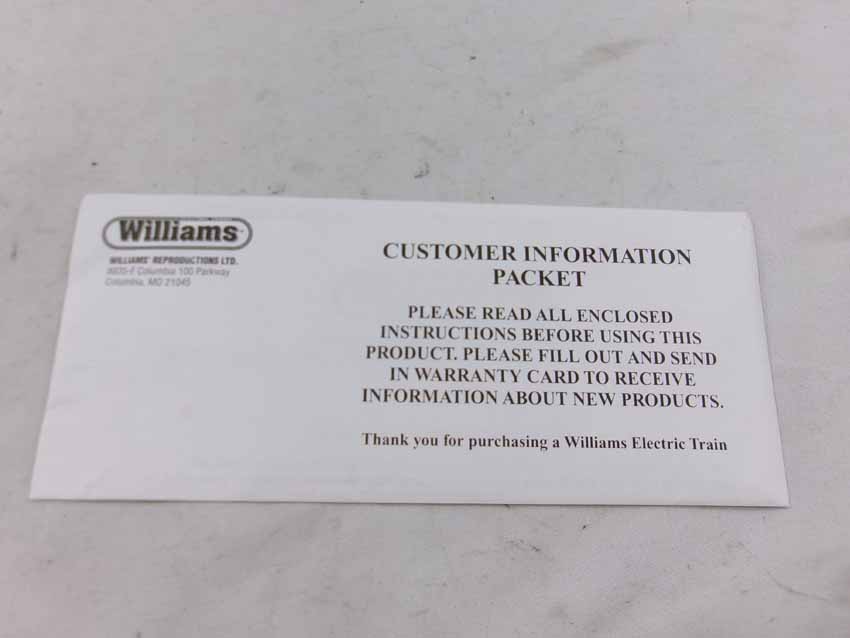 Williams
WILLIAMS' REPRODUCTIONS LTD.
8835-F Columbia 100 Parkway
Columbia, MD 21045
CUSTOMER INFORMATION
PACKET
PLEASE READ ALL ENCLOSED
INSTRUCTIONS BEFORE USING THIS
PRODUCT. PLEASE FILL OUT AND SEND
IN WARRANTY CARD TO RECEIVE
INFORMATION ABOUT NEW PRODUCTS.
Thank you for purchasing a Williams Electric Train